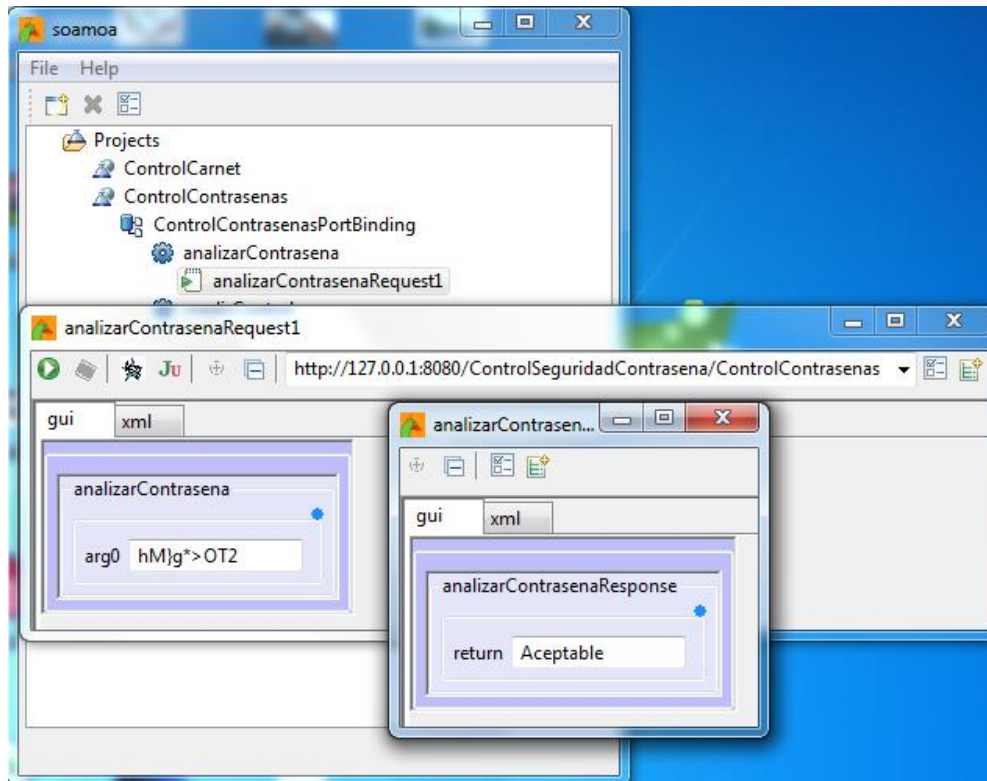 soamoa
File Help
Projects
ControlCarnet
ControlContrasenas
ControlContrasenasPortBinding
analizarContrasena
analizarContrasenaRequest1
analizarContrasenaRequest1
Ju http://127.0.0.1:8080/ControlSeguridadContrasena/ControlContrasenas
gui xml
analizarContrasena
arg0 hM}g*>OT2
analizarContrasen...
gui xml
analizarContrasenaResponse
return Aceptable